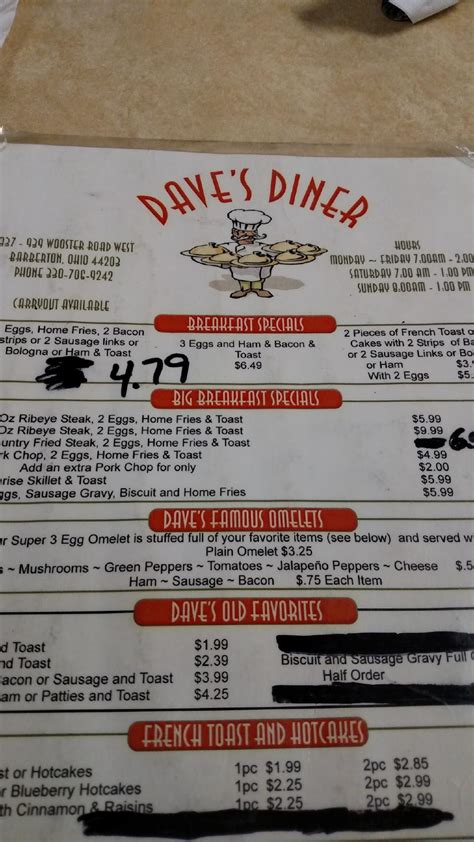 DAVE'S DINER
937 - 939 WOOSTER ROAD WEST
BARBERTON, OHIO 44203
PHONE 330-706-9242
CARRYOUT AVAILABLE
HOURS
MONDAY ~ FRIDAY 7.00AM - 2.00
SATURDAY 7.00 AM - 1.00 PM
SUNDAY 8.00AM - 1.00 PM
BREAKFAST SPECIALS
Eggs, Home Fries, 2 Bacon
strips or 2 Sausage links or
Bologna or Ham & Toast
4.79
3 Eggs and Ham & Bacon &
Toast
$6.49
2 Pieces of French Toast o
Cakes with 2 Strips of Ba
or 2 Sausage Links or Bo
or Ham $3.
With 2 Eggs $5.
BIG BREAKFAST SPECIALS
Oz Ribeye Steak, 2 Eggs, Home Fries & Toast $5.99
Oz Ribeye Steak, 2 Eggs, Home Fries & Toast $9.99
untry Fried Steak, 2 Eggs, Home Fries & Toast 6.
rk Chop, 2 Eggs, Home Fries & Toast $4.99
Add an extra Pork Chop for only $2.00
rise Skillet & Toast $5.99
ggs, Sausage Gravy, Biscuit and Home Fries $5.99
DAVE'S FAMOUS OMELETS
ur Super 3 Egg Omelet is stuffed full of your favorite items (see below) and served w
Plain Omelet $3.25
s ~ Mushrooms ~ Green Peppers ~ Tomatoes ~ Jalapeño Peppers ~ Cheese $.5
Ham ~ Sausage ~ Bacon $.75 Each Item
DAVE'S OLD FAVORITES
d Toast $1.99
nd Toast $2.39
acon or Sausage and Toast $3.99
am or Patties and Toast $4.25
Biscuit and Sausage Gravy Full
Half Order
FRENCH TOAST AND HOTCAKES
st or Hotcakes 1pc $1.99 2pc $2.85
r Blueberry Hotcakes 1pc $2.25 2pc $2.99
th Cinnamon & Raisins 1pc $2.25 2pc $2.99